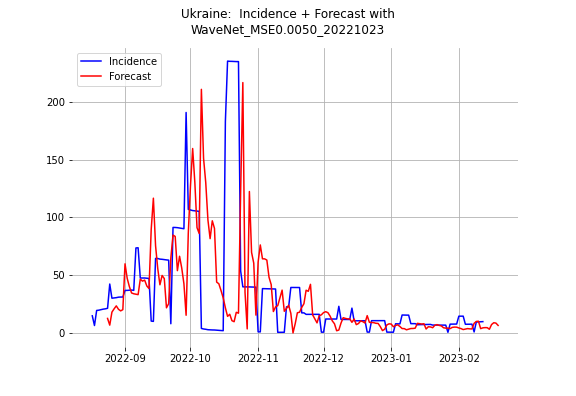 Ukraine:  Incidence + Forecast with
WaveNet_MSE0.0050_20221023
Incidence
Forecast
200
150
100
50
0
2022-09
2022-10
2022-11
2022-12
2023-01
2023-02